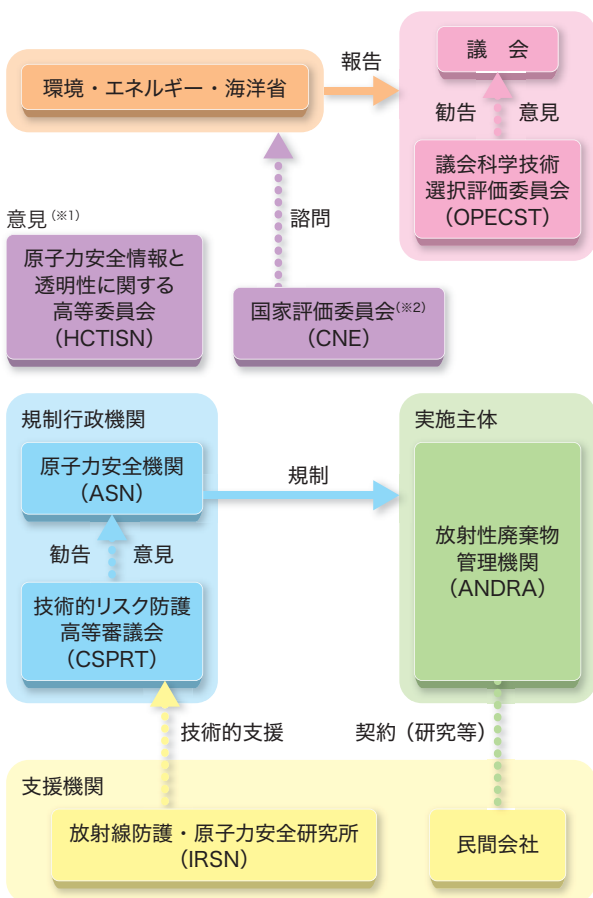 議　会
環境・エネルギー・海洋省
報告
勧告
意見
議会科学技術
選択評価委員会
（OPECST）
諮問
意見(※1)
原子力安全情報と
透明性に関する
高等委員会
（HCTISN）
国家評価委員会(※2)
（CNE）
規制行政機関
原子力安全機関
（ASN）
規制
勧告
意見
技術的リスク防護
高等審議会
（CSPRT）
実施主体
放射性廃棄物
管理機関
（ANDRA）
技術的支援
契約（研究等）
支援機関
放射線防護・原子力安全研究所
（IRSN）
民間会社